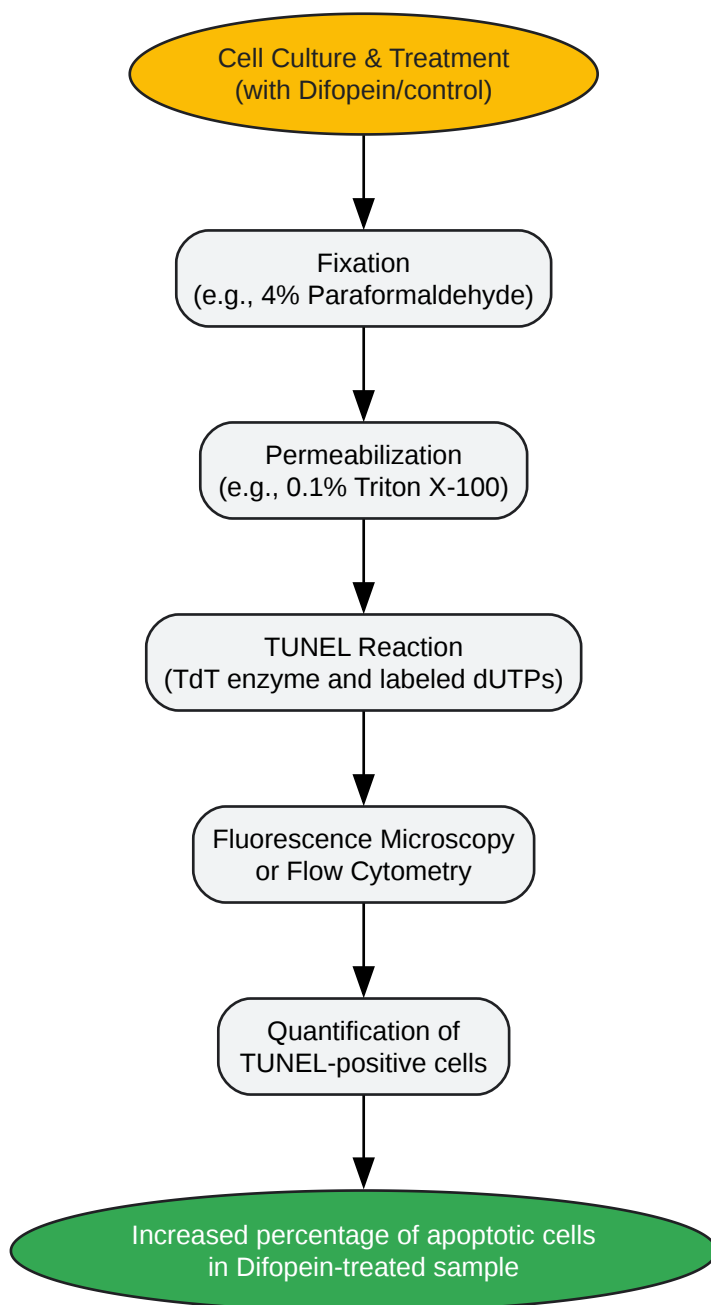 Cell Culture & Treatment
(with Difopein/control)
Fixation
(e.g., 4% Paraformaldehyde)
Permeabilization
(e.g., 0.1% Triton X-100)
TUNEL Reaction
(TdT enzyme and labeled dUTPs)
Fluorescence Microscopy
or Flow Cytometry
Quantification of
TUNEL-positive cells
Increased percentage of apoptotic cells
in Difopein-treated sample